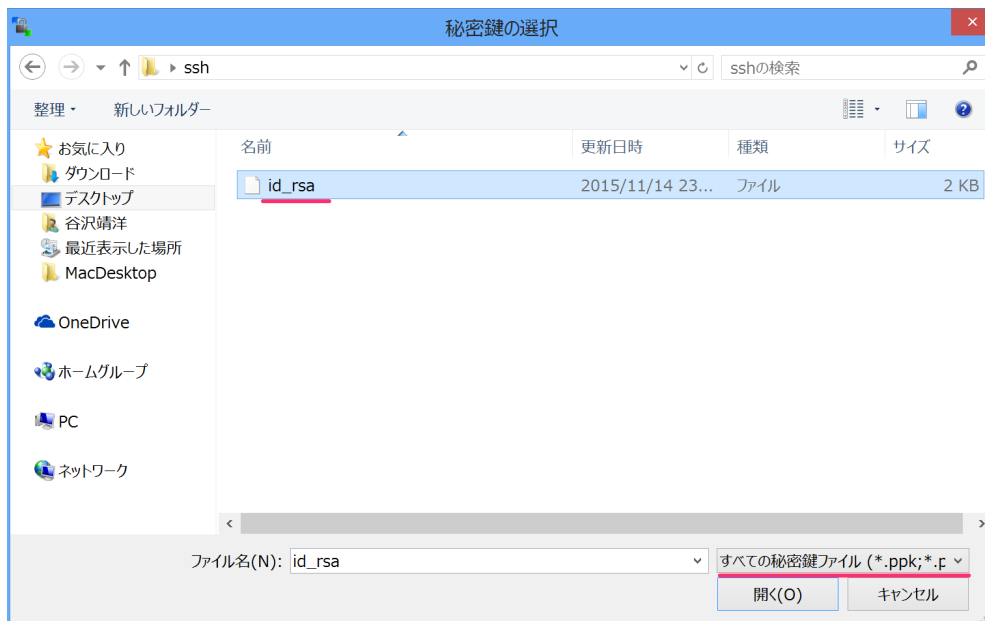 秘密鍵の選択
ssh
sshの検索
整理
新しいフォルダー
名前 更新日時 種類 サイズ
id_rsa 2015/11/14 23... ファイル 2 KB
お気に入り
ダウンロード
デスクトップ
谷沢靖洋
最近表示した場所
MacDesktop
OneDrive
ホームグループ
PC
ネットワーク
ファイル名(N): id_rsa すべての秘密鍵ファイル (*.ppk;*.p
開く(O) キャンセル